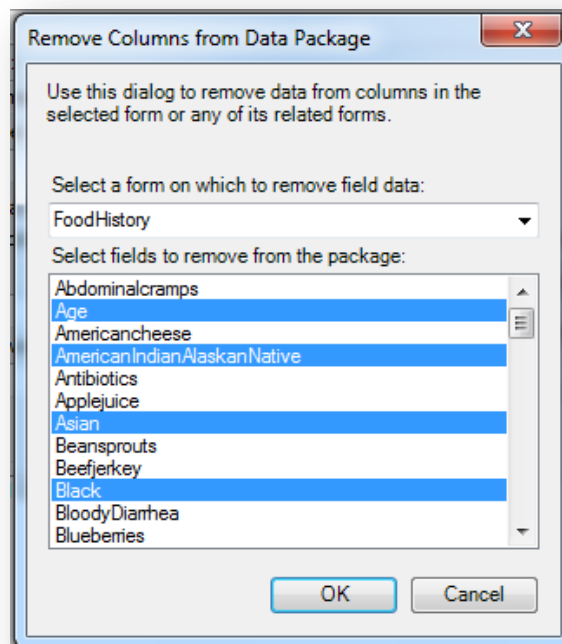 Remove Columns from Data Package
Use this dialog to remove data from columns in the
selected form or any of its related forms.
Select a form on which to remove field data:
FoodHistory
Select fields to remove from the package:
Abdominalcramps
Age
Americancheese
AmericanIndianAlaskanNative
Antibiotics
Applejuice
Asian
Beansprouts
Beefjerkey
Black
BloodyDiarrhea
Blueberries
OK
Cancel